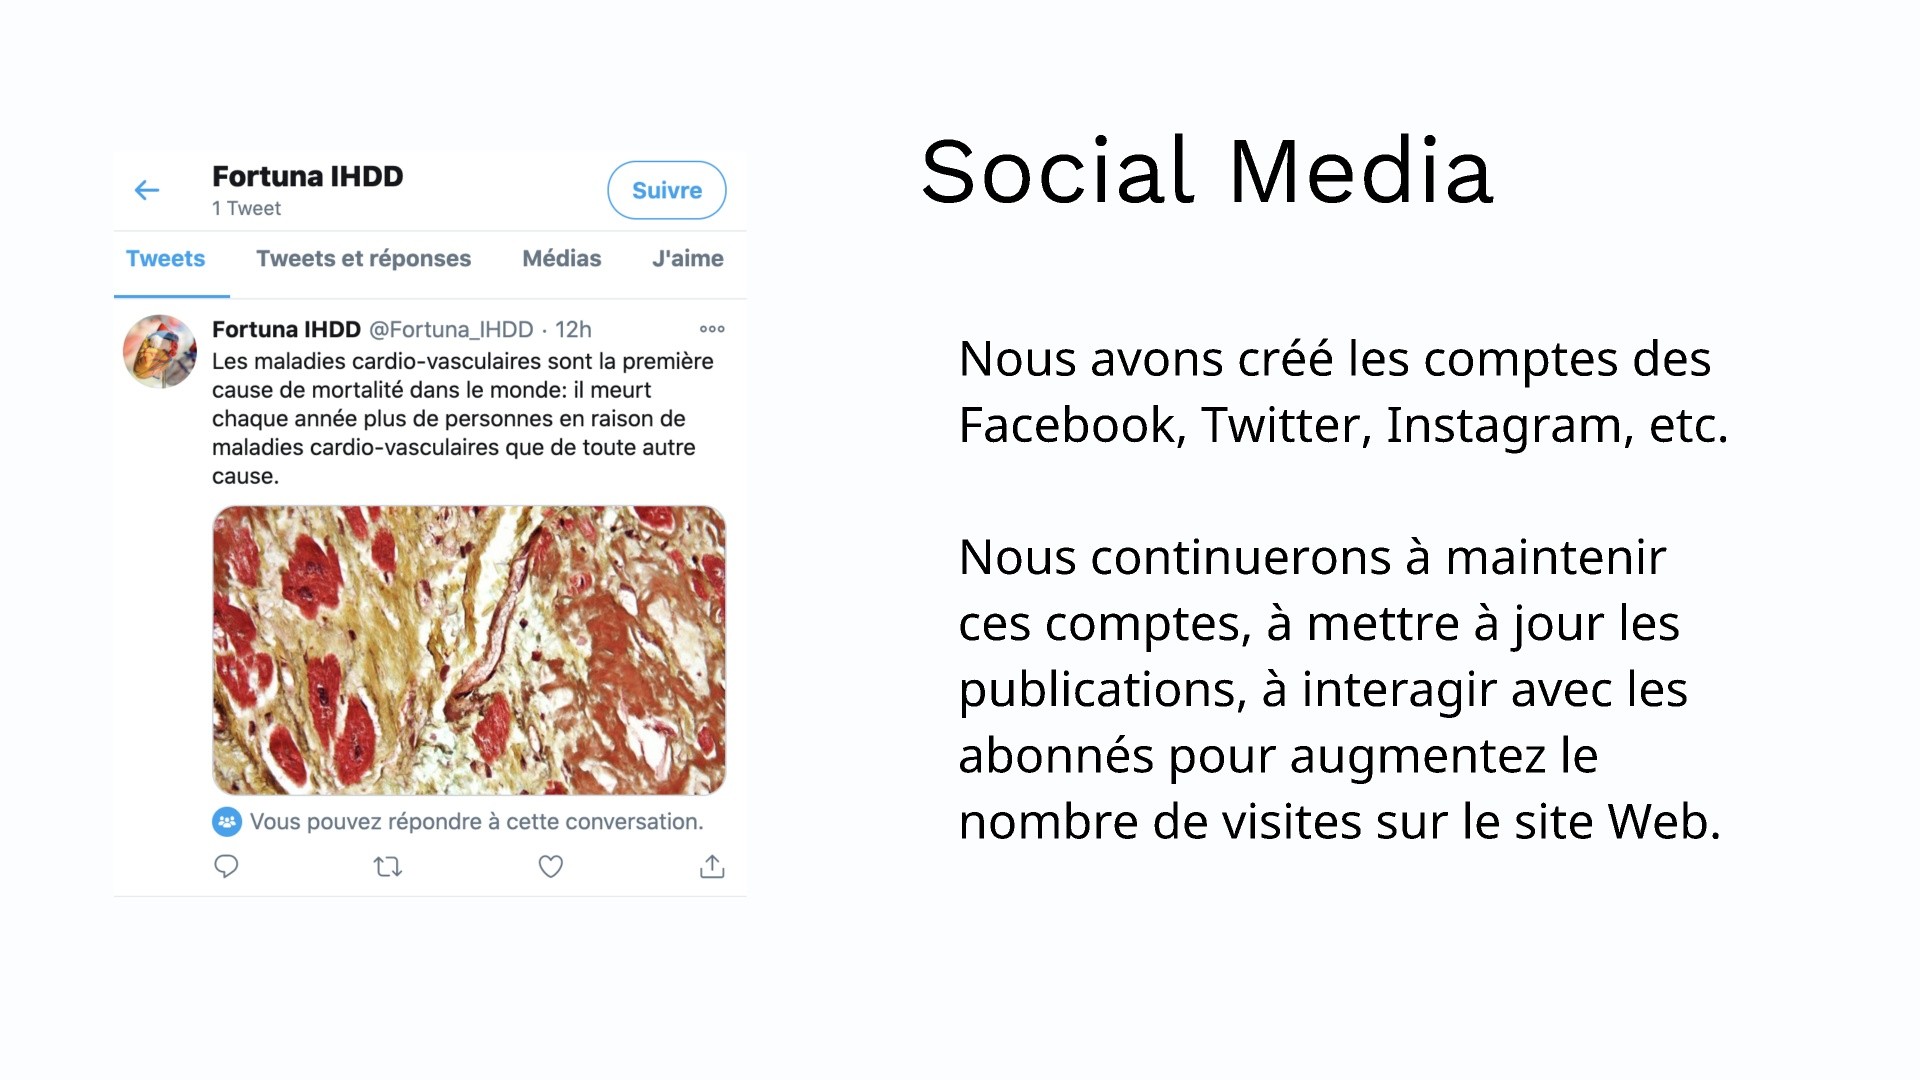 Fortuna IHDD
1 Tweet
Suivre
Tweets
Tweets et réponses
Médias
J'aime
Fortuna IHDD @Fortuna_IHDD · 12h
Les maladies cardio-vasculaires sont la première
cause de mortalité dans le monde: il meurt
chaque année plus de personnes en raison de
maladies cardio-vasculaires que de toute autre
cause.
Vous pouvez répondre à cette conversation.
Social Media
Nous avons créé les comptes des
Facebook, Twitter, Instagram, etc.
Nous continuerons à maintenir
ces comptes, à mettre à jour les
publications, à interagir avec les
abonnés pour augmentez le
nombre de visites sur le site Web.